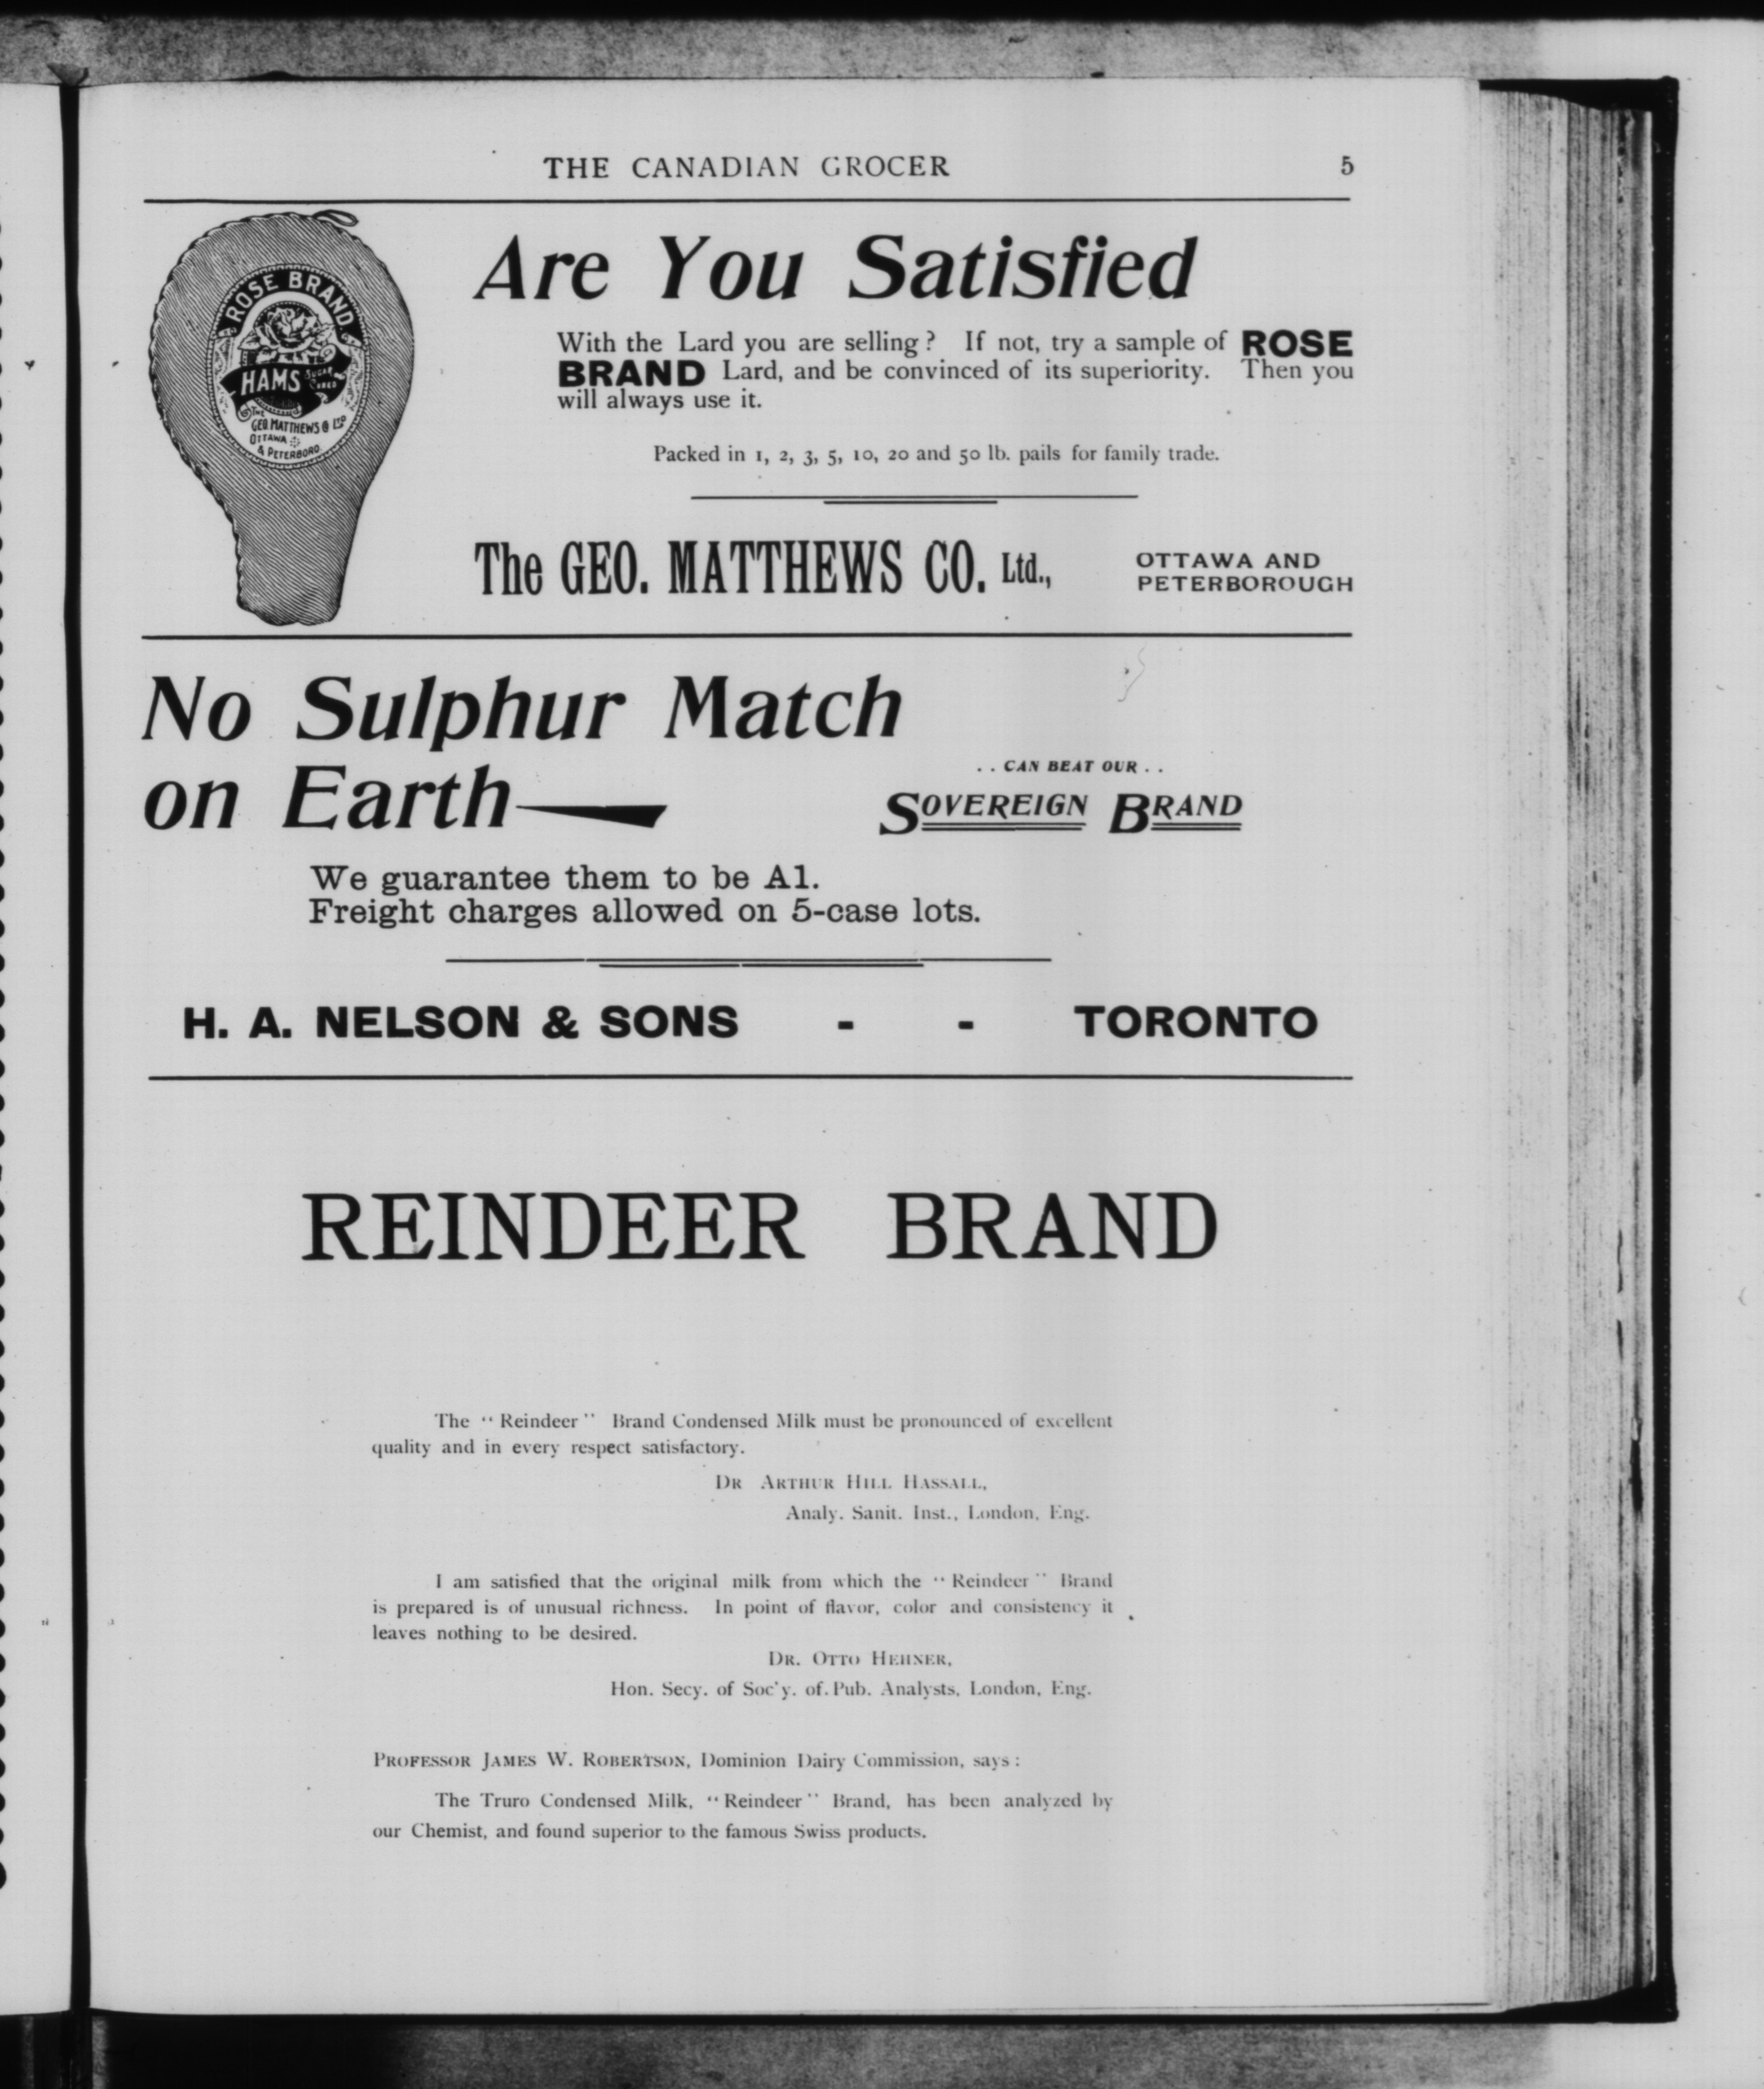 THE CANADIAN GROCER 5
ROSE BRAND
HAMS SUGAR CURED
THE
GEO. MATTHEWS Co LTD
OTTAWA
& PETERBORO
Are You Satisfied
With the Lard you are selling? If not, try a sample of ROSE
BRAND Lard, and be convinced of its superiority. Then you
will always use it.
Packed in 1, 2, 3, 5, 10, 20 and 50 lb. pails for family trade.
The GEO. MATTHEWS CO. Ltd., OTTAWA AND
PETERBOROUGH
No Sulphur Match
on Earth
. . CAN BEAT OUR . .
SOVEREIGN BRAND
We guarantee them to be A1.
Freight charges allowed on 5-case lots.
H. A. NELSON & SONS - - TORONTO
REINDEER BRAND
The "Reindeer" Brand Condensed Milk must be pronounced of excellent
quality and in every respect satisfactory.
DR ARTHUR HILL HASSALL,
Analy. Sanit. Inst., London, Eng.
I am satisfied that the original milk from which the "Reindeer" Brand
is prepared is of unusual richness. In point of flavor, color and consistency it
leaves nothing to be desired.
DR. OTTO HEHNER,
Hon. Secy. of Soc'y. of Pub. Analysts, London, Eng.
PROFESSOR JAMES W. ROBERTSON, Dominion Dairy Commission, says:
The Truro Condensed Milk, "Reindeer" Brand, has been analyzed by
our Chemist, and found superior to the famous Swiss products.